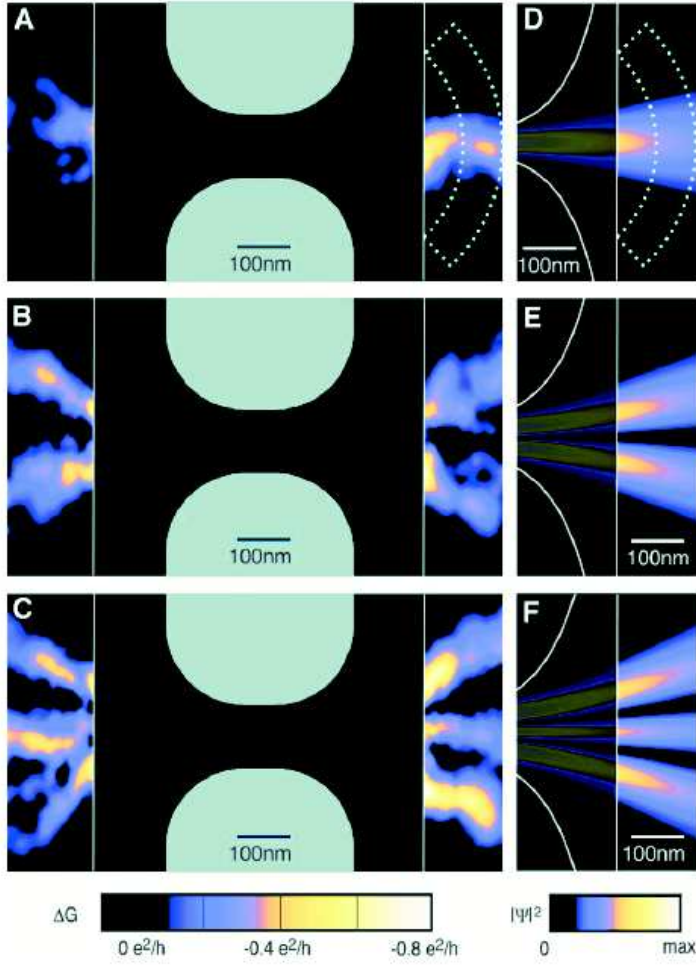 A
100nm
D
100nm
B
100nm
E
100nm
C
100nm
F
100nm
ΔG
0 e²/h
-0.4 e²/h
-0.8 e²/h
|Ψ|²
0
max